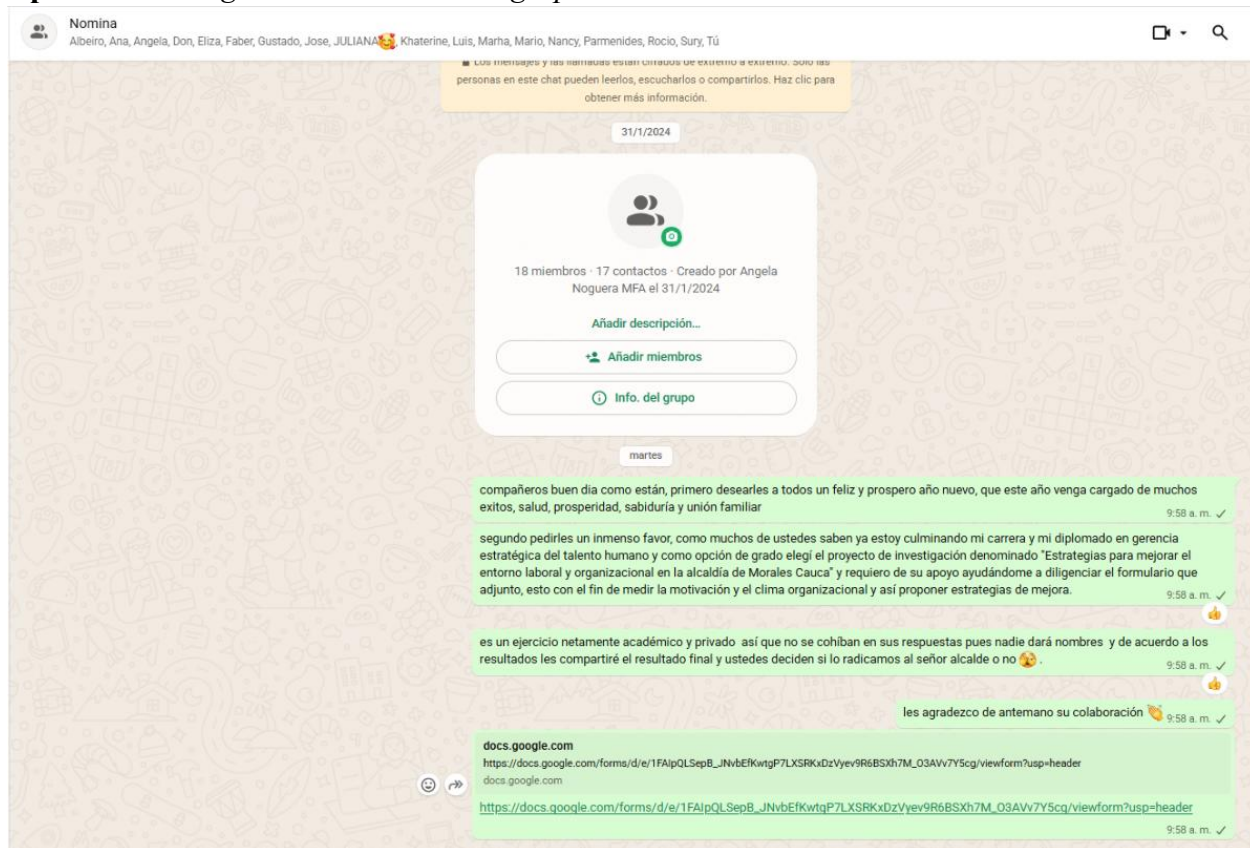 Nomina
Albeiro, Ana, Angela, Don, Eliza, Faber, Gustado, Jose, JULIANA🥰, Khaterine, Luis, Marha, Mario, Nancy, Parmenides, Rocio, Sury, Tú
Los mensajes y las llamadas están cifrados de extremo a extremo. Solo las
personas en este chat pueden leerlos, escucharlos o compartirlos. Haz clic para
obtener más información.
31/1/2024
18 miembros · 17 contactos · Creado por Angela
Noguera MFA el 31/1/2024
Añadir descripción...
Añadir miembros
Info. del grupo
martes
compañeros buen dia como están, primero desearles a todos un feliz y prospero año nuevo, que este año venga cargado de muchos
exitos, salud, prosperidad, sabiduría y unión familiar
9:58 a. m.
segundo pedirles un inmenso favor, como muchos de ustedes saben ya estoy culminando mi carrera y mi diplomado en gerencia
estratégica del talento humano y como opción de grado elegí el proyecto de investigación denominado "Estrategias para mejorar el
entorno laboral y organizacional en la alcaldía de Morales Cauca" y requiero de su apoyo ayudándome a diligenciar el formulario que
adjunto, esto con el fin de medir la motivación y el clima organizacional y así proponer estrategias de mejora.
9:58 a. m.
👍
es un ejercicio netamente académico y privado así que no se cohíban en sus respuestas pues nadie dará nombres y de acuerdo a los
resultados les compartiré el resultado final y ustedes deciden si lo radicamos al señor alcalde o no 🫣 .
9:58 a. m.
👍
les agradezco de antemano su colaboración 👏 9:58 a. m.
docs.google.com
https://docs.google.com/forms/d/e/1FAIpQLSepB_JNvbEfKwtgP7LXSRKxDzVyev9R6BSXh7M_O3AVv7Y5cg/viewform?usp=header
docs.google.com
https://docs.google.com/forms/d/e/1FAIpQLSepB_JNvbEfKwtgP7LXSRKxDzVyev9R6BSXh7M_O3AVv7Y5cg/viewform?usp=header
9:58 a. m.